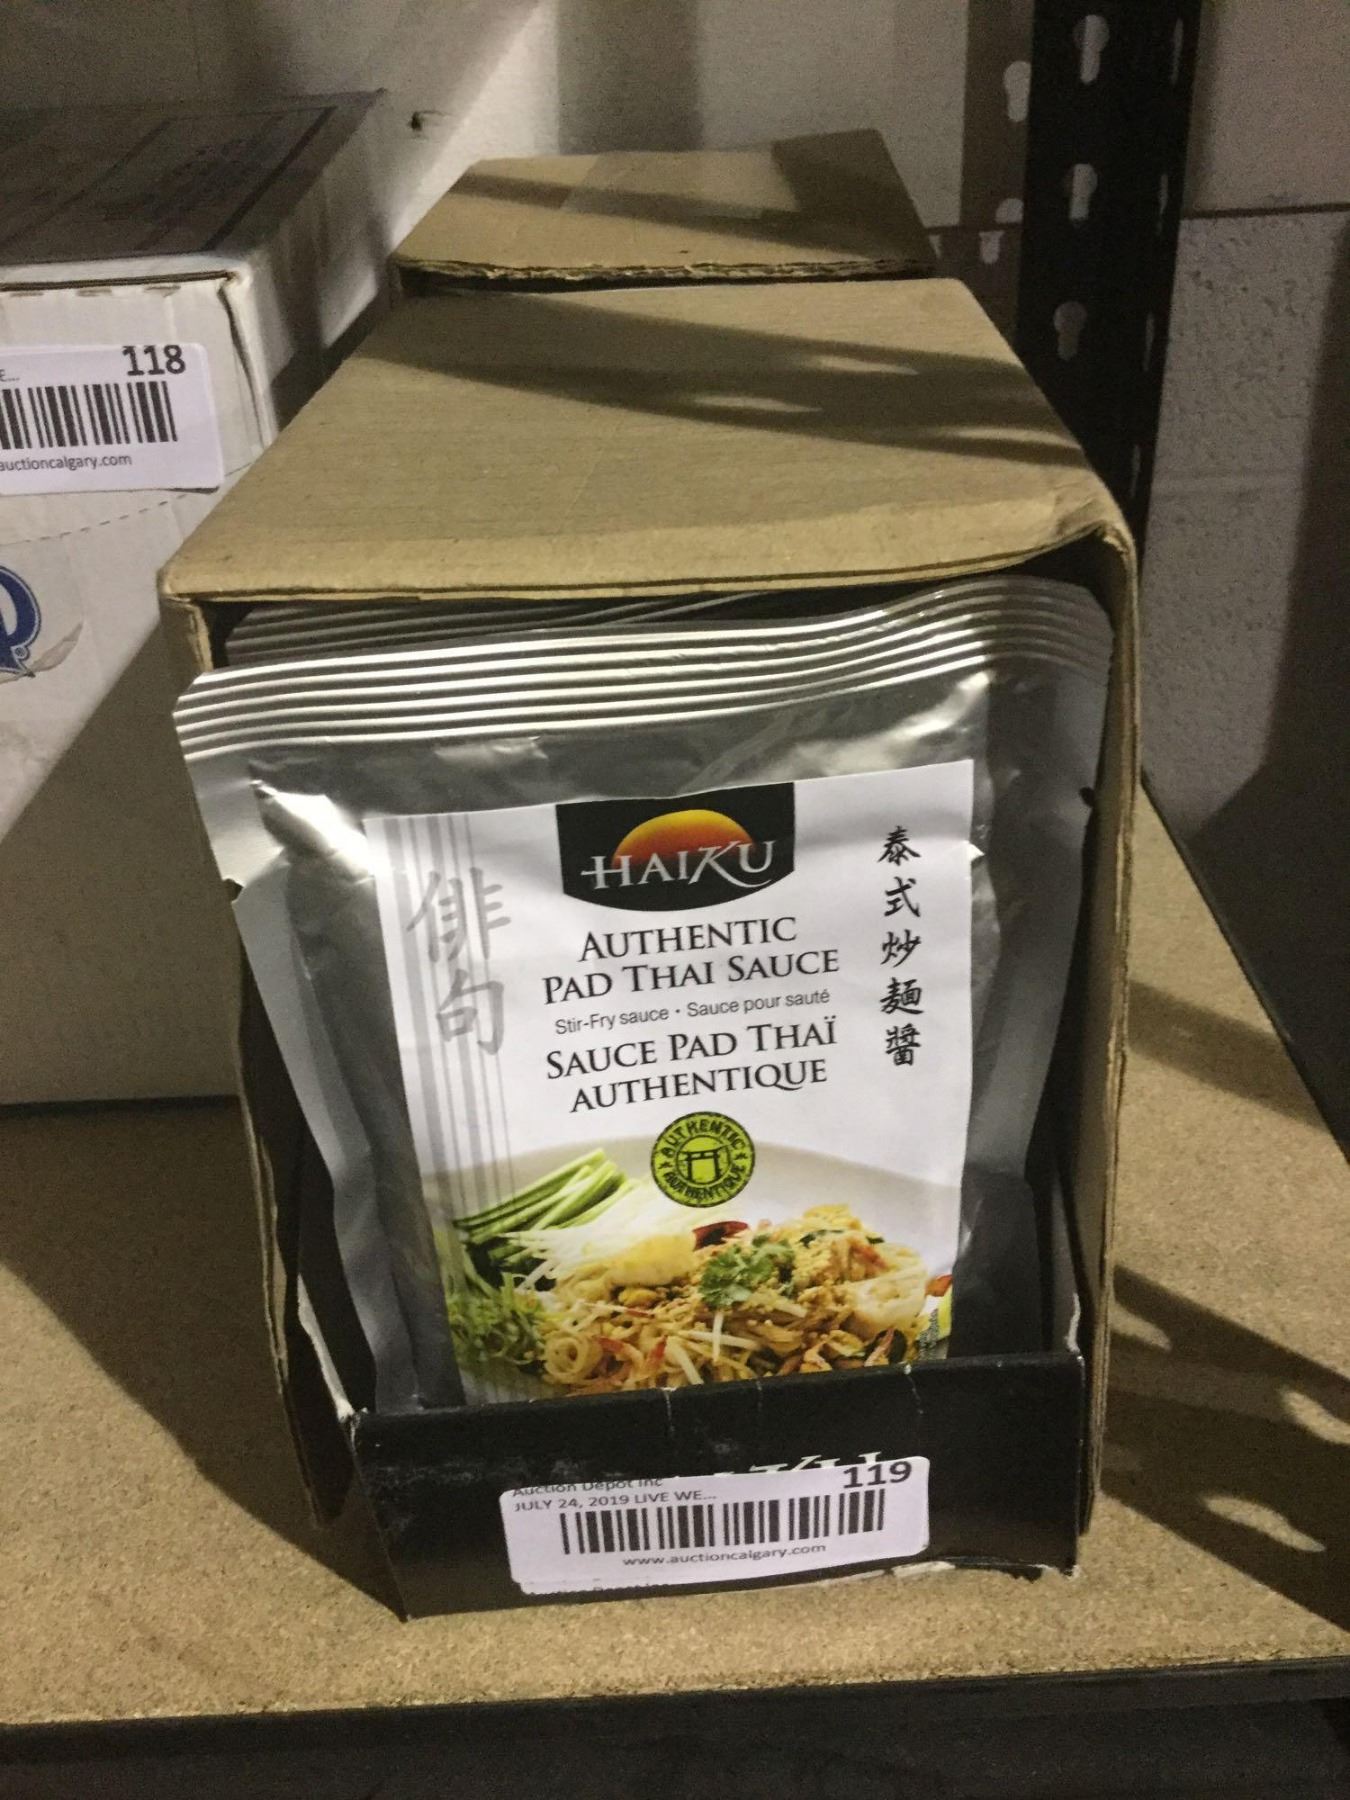 118
E...
auctioncalgary.com
HAIKU
俳句
泰式炒麵醬
AUTHENTIC
PAD THAI SAUCE
Stir-Fry sauce • Sauce pour sauté
SAUCE PAD THAÏ
AUTHENTIQUE
AUTHENTIC
AUTHENTIQUE
Auction Depot Inc
119
JULY 24, 2019 LIVE WE...
www.auctioncalgary.com